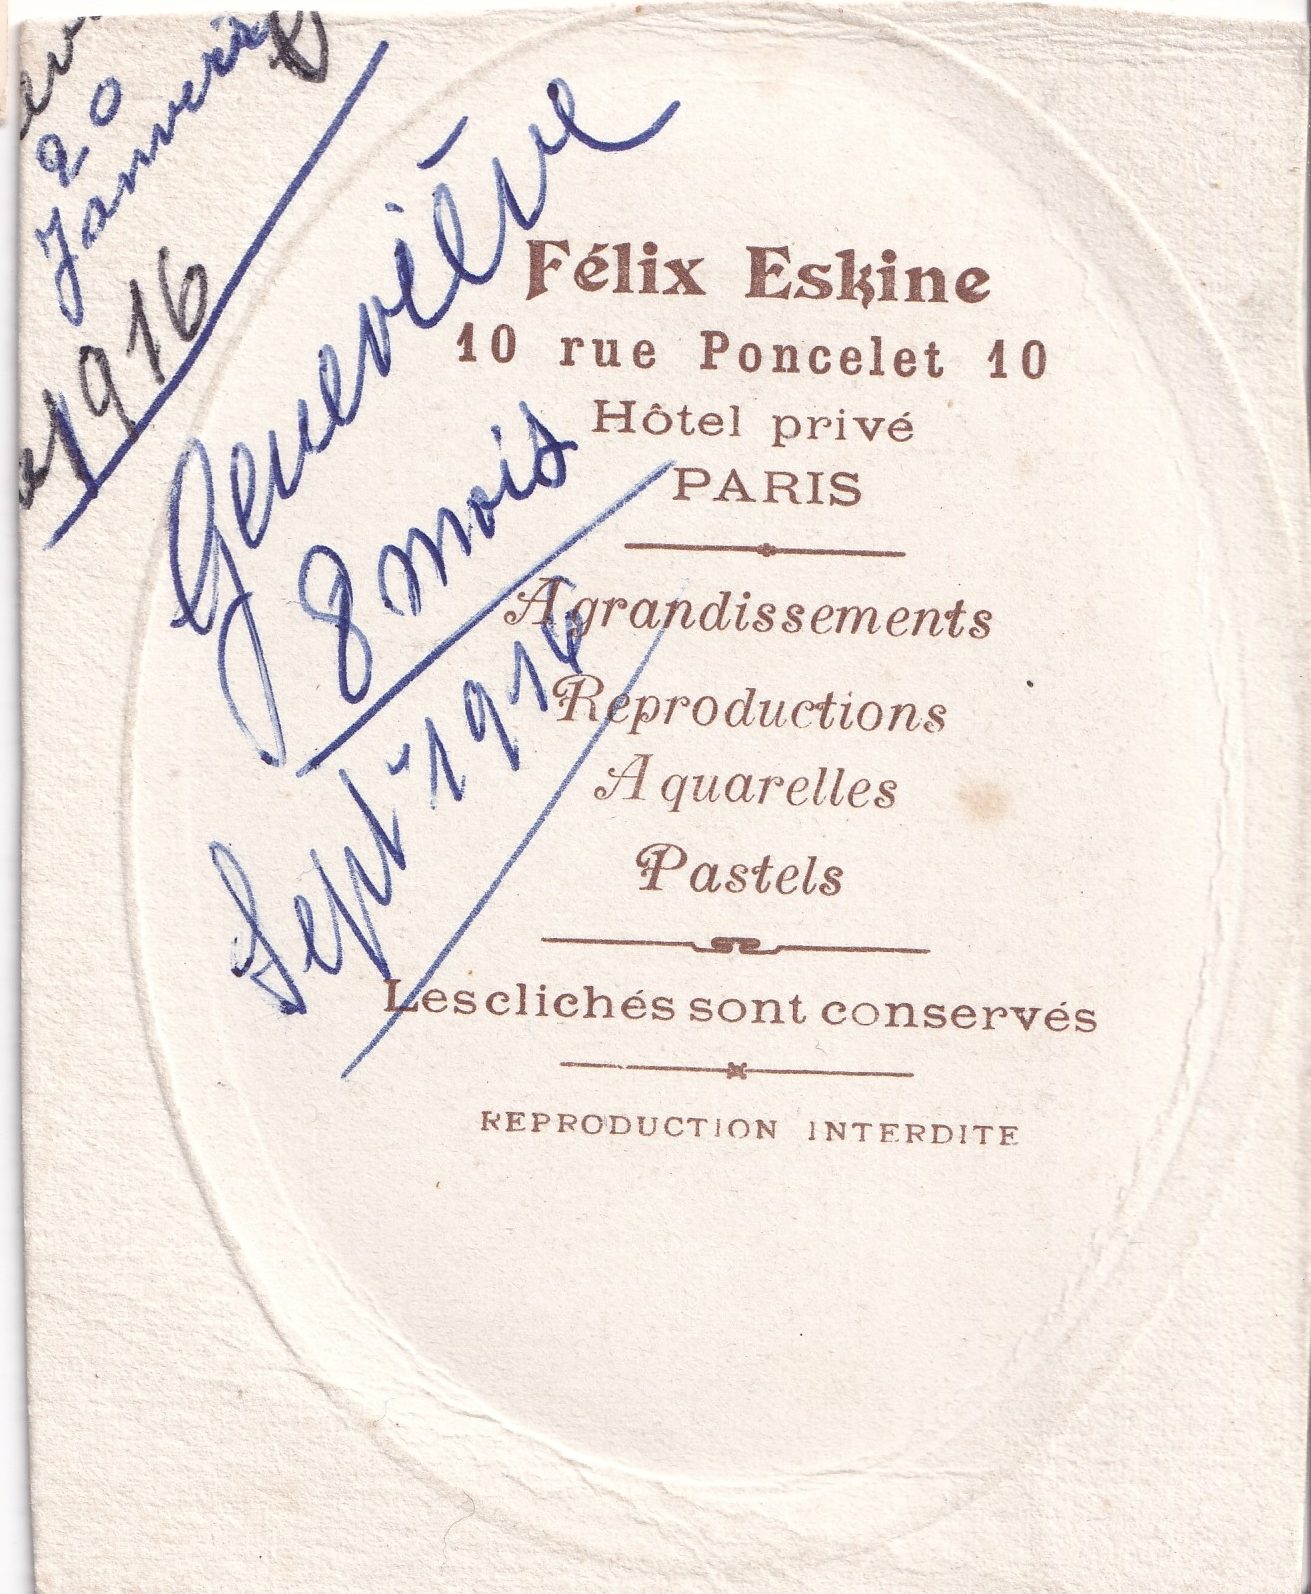 20
Janvier
1916
Geneviève
8 mois
Sept. 1916
Félix Eskine
10 rue Poncelet 10
Hôtel privé
PARIS
Agrandissements
Reproductions
Aquarelles
Pastels
Les clichés sont conservés
REPRODUCTION INTERDITE